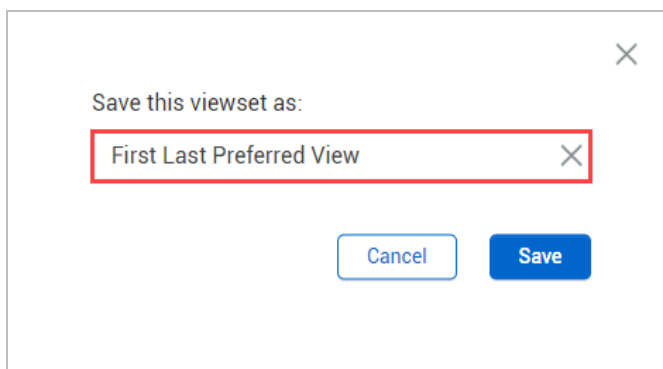 Save this viewset as:
First Last Preferred View
Cancel
Save